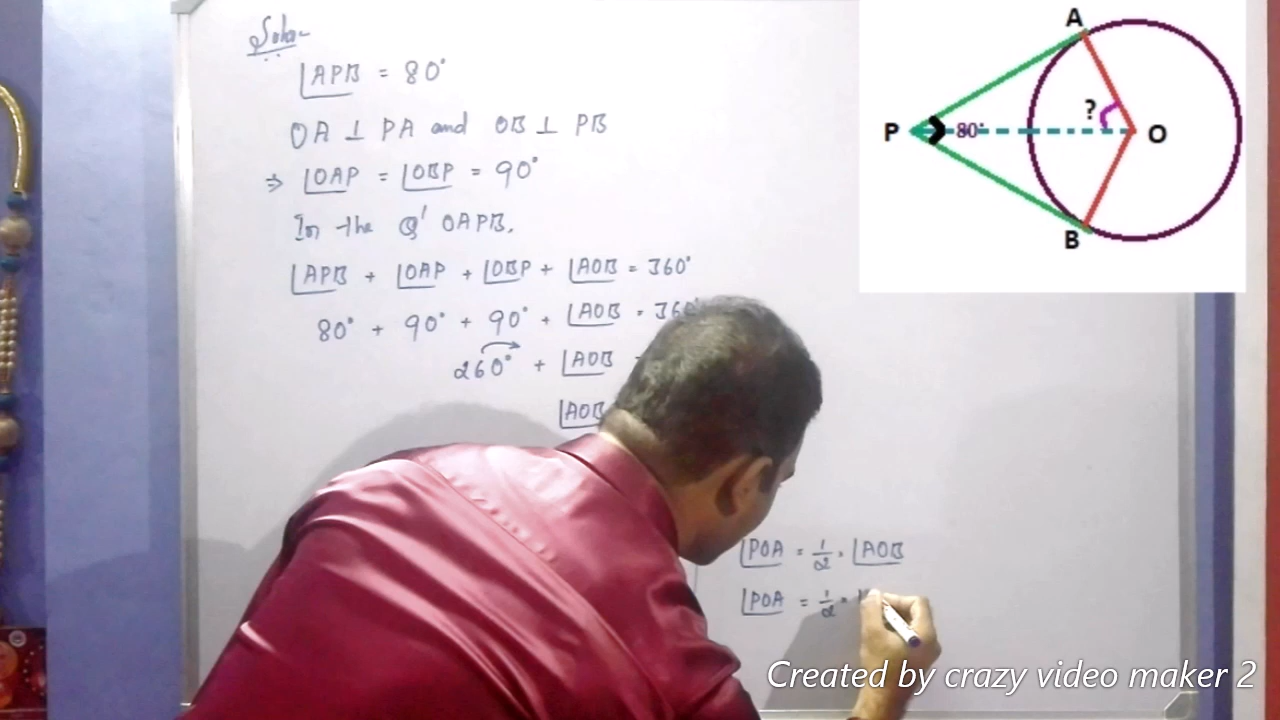 Soln-
∠APB = 80°
OA ⊥ PA and OB ⊥ PB
⇒ ∠OAP = ∠OBP = 90°
In the Q' OAPB,
∠APB + ∠OAP + ∠OBP + ∠AOB = 360°
80° + 90° + 90° + ∠AOB = 360°
260° + ∠AOB
∠AOB
∠POA = 1/2 × ∠AOB
∠POA = 1/2 ×
A
P 80° ? O
B
Created by crazy video maker 2